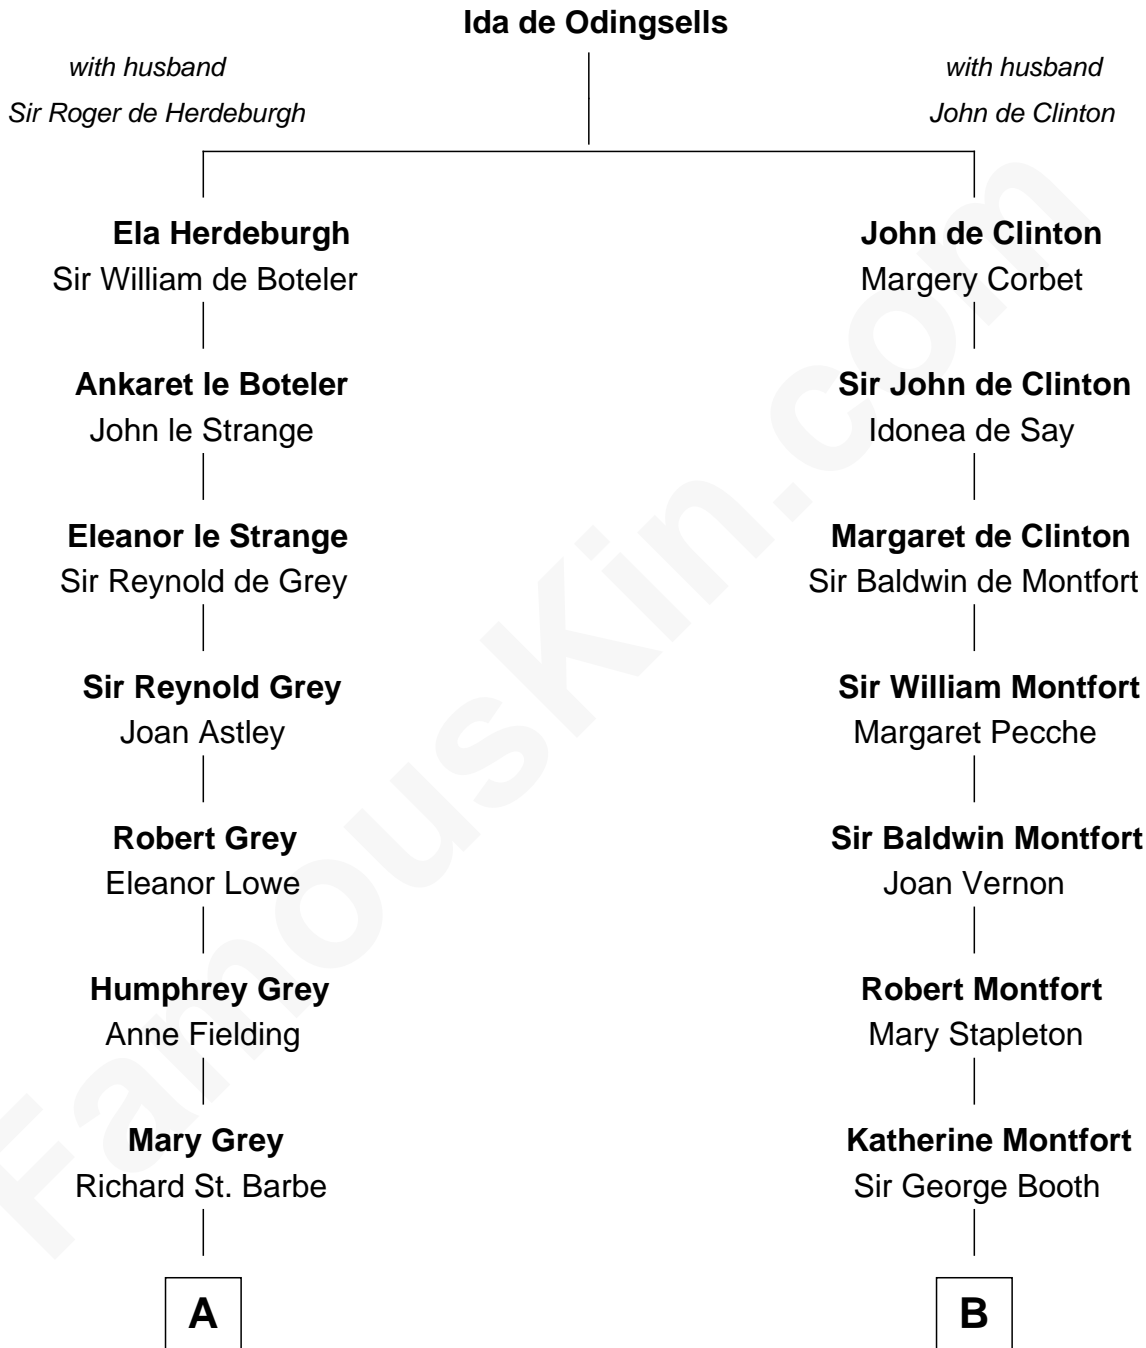 Ida de Odingsells
with husband
Sir Roger de Herdeburgh
with husband
John de Clinton
Ela Herdeburgh
Sir William de Boteler
John de Clinton
Margery Corbet
Ankaret le Boteler
John le Strange
Sir John de Clinton
Idonea de Say
Eleanor le Strange
Sir Reynold de Grey
Margaret de Clinton
Sir Baldwin de Montfort
Sir Reynold Grey
Joan Astley
Sir William Montfort
Margaret Pecche
Robert Grey
Eleanor Lowe
Sir Baldwin Montfort
Joan Vernon
Humphrey Grey
Anne Fielding
Robert Montfort
Mary Stapleton
Mary Grey
Richard St. Barbe
Katherine Montfort
Sir George Booth
A
B
FamousKin.com